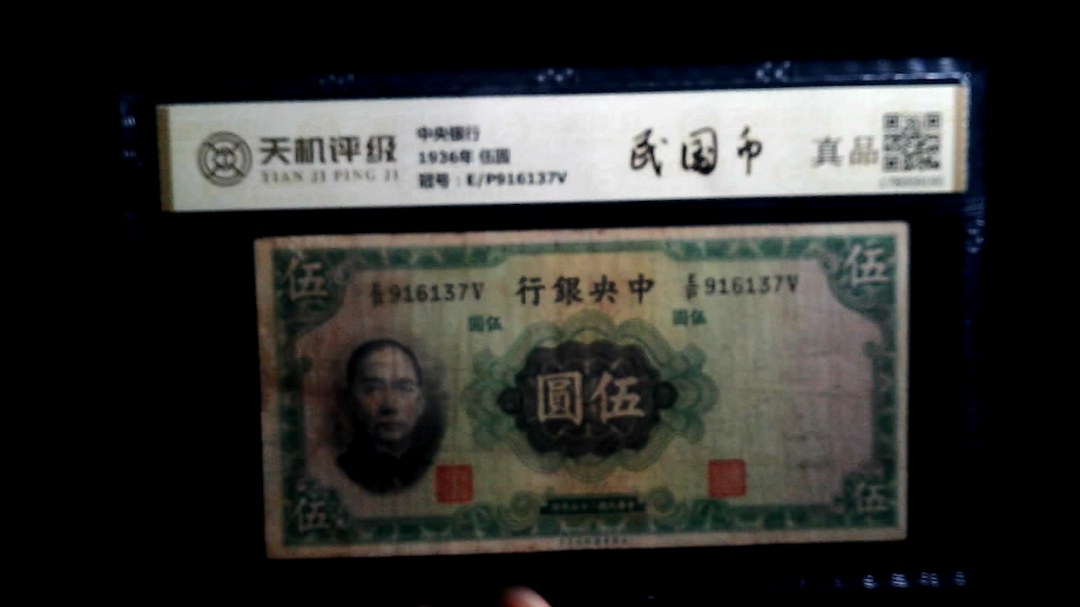 天机评级
TIAN JI PING JI
中央银行
1936年 伍圆
冠号：E/P916137V
民国币
真品
伍
伍
E/P 916137V
行銀央中
E/P 916137V
圓伍
圓伍
圓伍
伍
伍